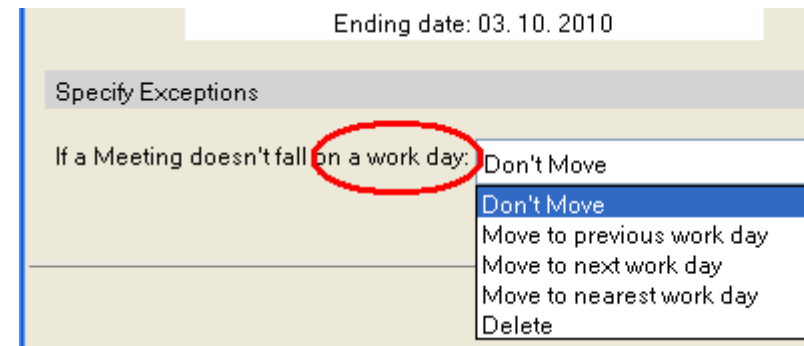 Ending date: 03. 10. 2010
Specify Exceptions
If a Meeting doesn't fall on a work day: Don't Move
Don't Move
Move to previous work day
Move to next work day
Move to nearest work day
Delete